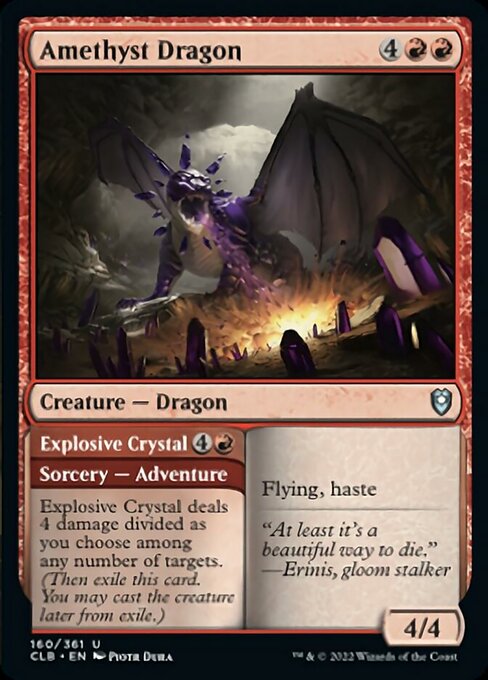 Amethyst Dragon 4
Creature — Dragon
Explosive Crystal 4
Sorcery — Adventure
Explosive Crystal deals
4 damage divided as
you choose among
any number of targets.
(Then exile this card.
You may cast the creature
later from exile.)
Flying, haste
“At least it’s a
beautiful way to die.”
—Erinis, gloom stalker
4/4
160/361 U
CLB • EN Piotr Dura
™ & © 2022 Wizards of the Coast